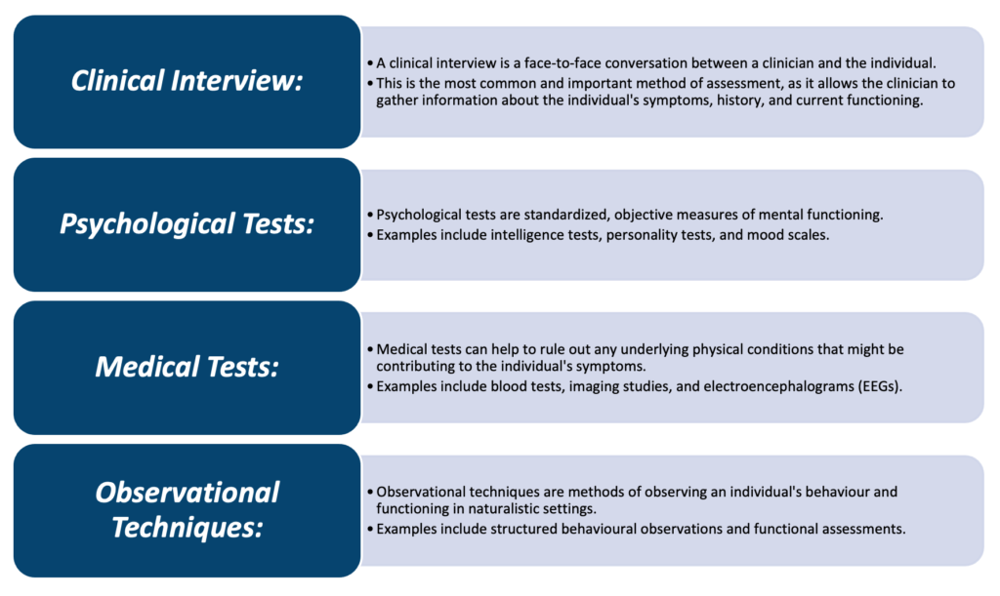 Clinical Interview:
• A clinical interview is a face-to-face conversation between a clinician and the individual.
• This is the most common and important method of assessment, as it allows the clinician to
gather information about the individual's symptoms, history, and current functioning.
Psychological Tests:
• Psychological tests are standardized, objective measures of mental functioning.
• Examples include intelligence tests, personality tests, and mood scales.
Medical Tests:
• Medical tests can help to rule out any underlying physical conditions that might be
contributing to the individual's symptoms.
• Examples include blood tests, imaging studies, and electroencephalograms (EEGs).
Observational
Techniques:
• Observational techniques are methods of observing an individual's behaviour and
functioning in naturalistic settings.
• Examples include structured behavioural observations and functional assessments.